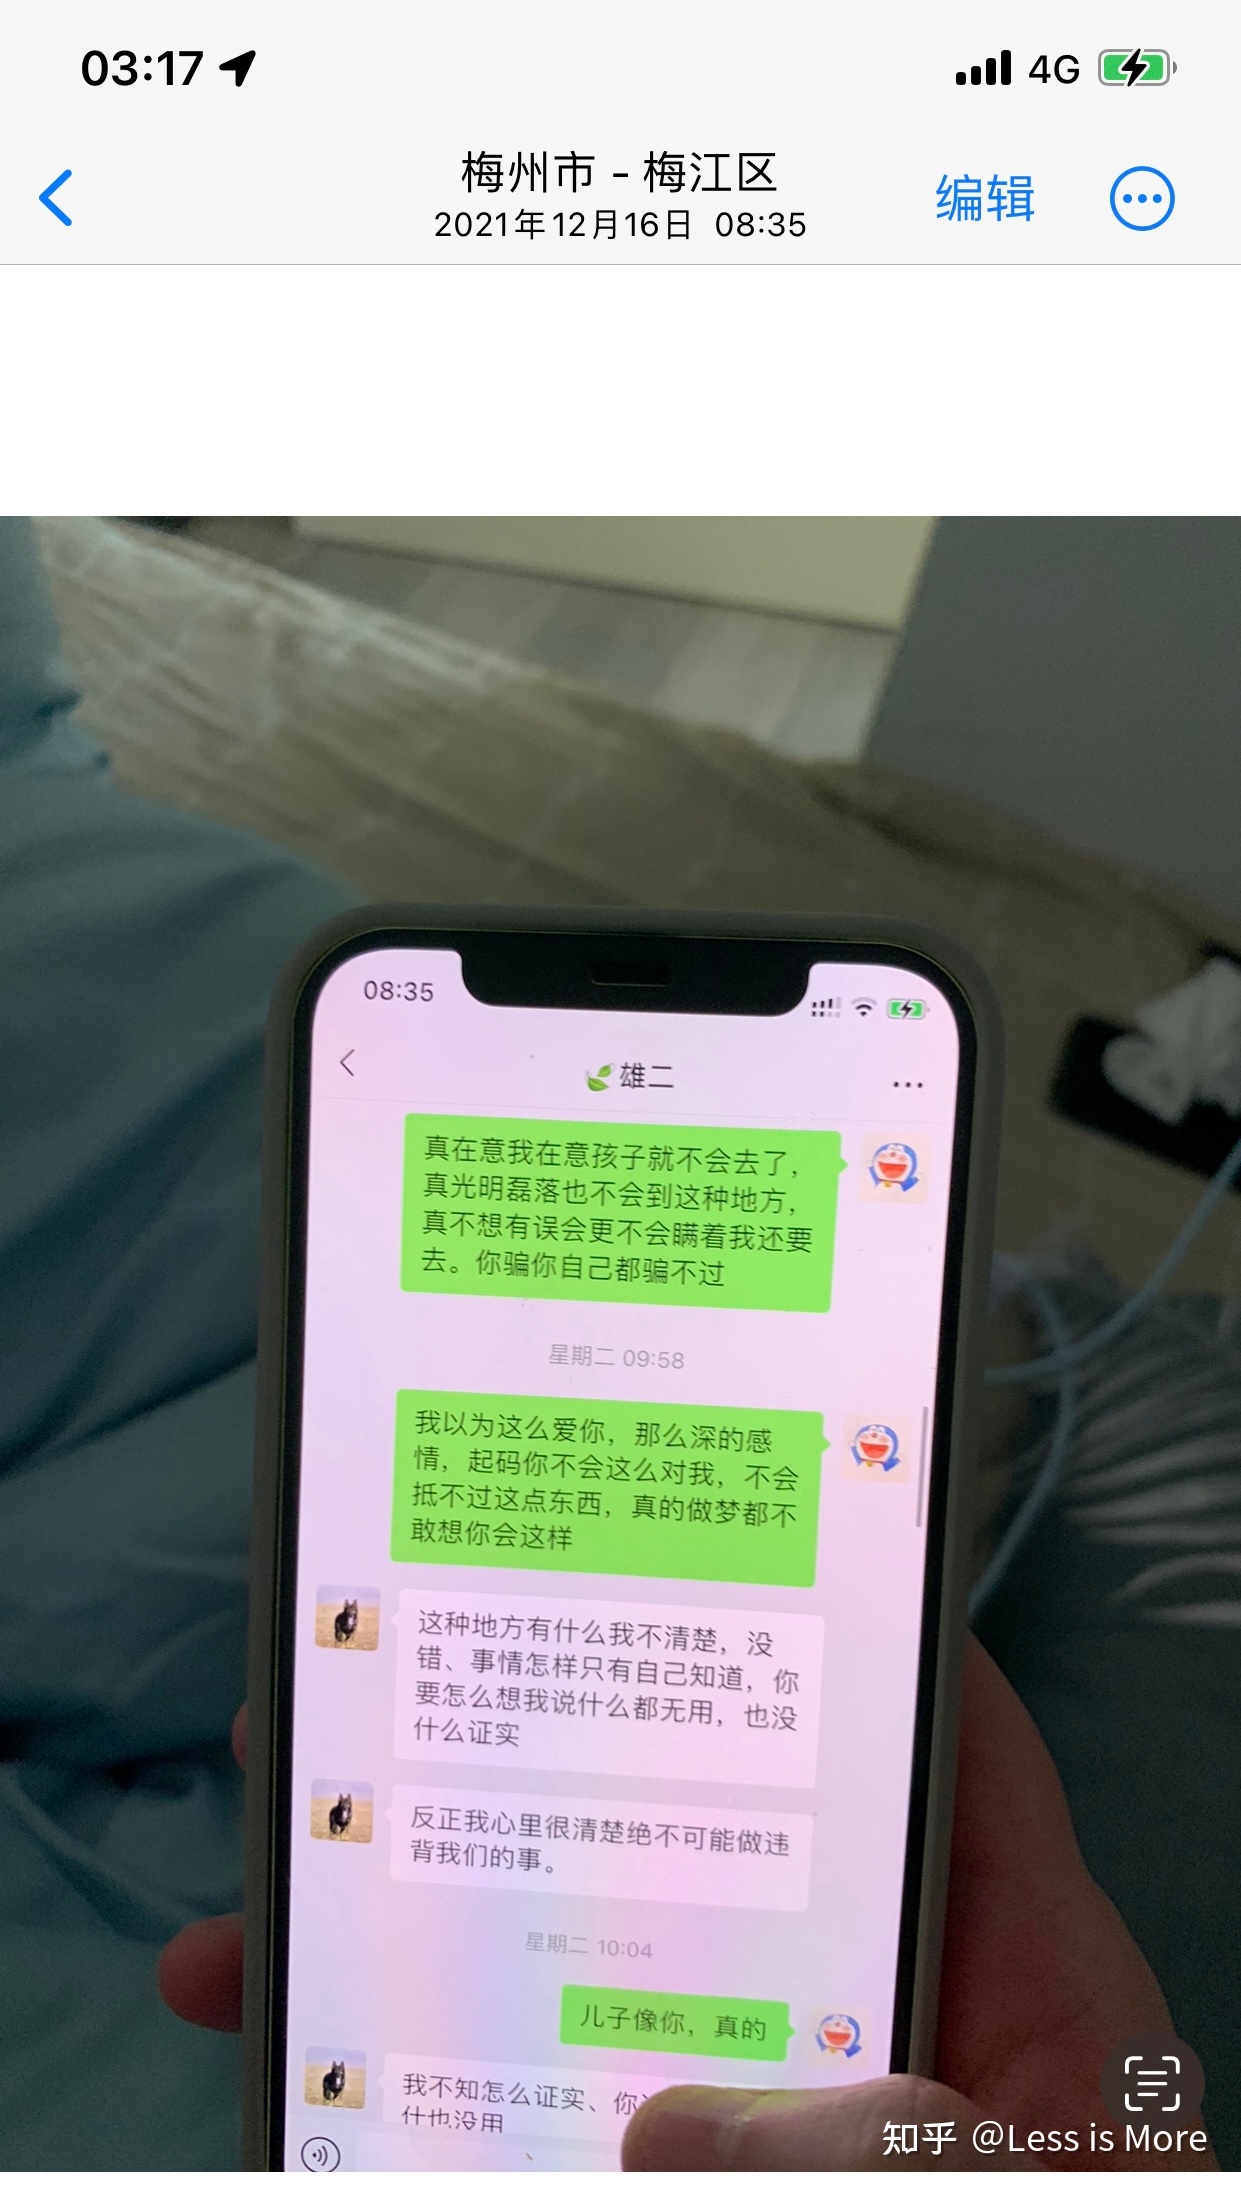 03:17
4G
梅州市 - 梅江区
2021年12月16日 08:35
编辑
08:35
雄二
真在意我在意孩子就不会去了，
真光明磊落也不会到这种地方，
真不想有误会更不会瞒着我还要
去。你骗你自己都骗不过
星期二 09:58
我以为这么爱你，那么深的感
情，起码你不会这么对我，不会
抵不过这点东西，真的做梦都不
敢想你会这样
这种地方有什么我不清楚，没
错、事情怎样只有自己知道，你
要怎么想我说什么都无用，也没
什么证实
反正我心里很清楚绝不可能做违
背我们的事。
星期二 10:04
儿子像你，真的
我不知怎么证实、你
什也没用
知乎 @Less is More